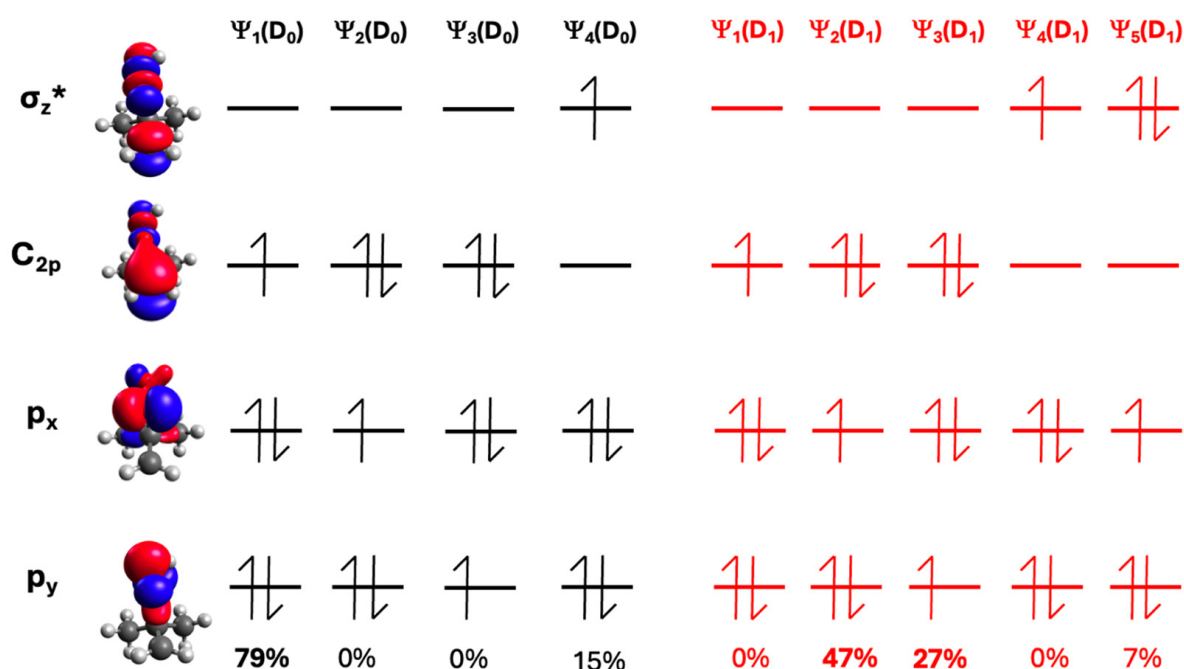 Ψ₁(D₀) Ψ₂(D₀) Ψ₃(D₀) Ψ₄(D₀) Ψ₁(D₁) Ψ₂(D₁) Ψ₃(D₁) Ψ₄(D₁) Ψ₅(D₁)
σz*
C₂p
pₓ
py
79% 0% 0% 15% 0% 47% 27% 0% 7%